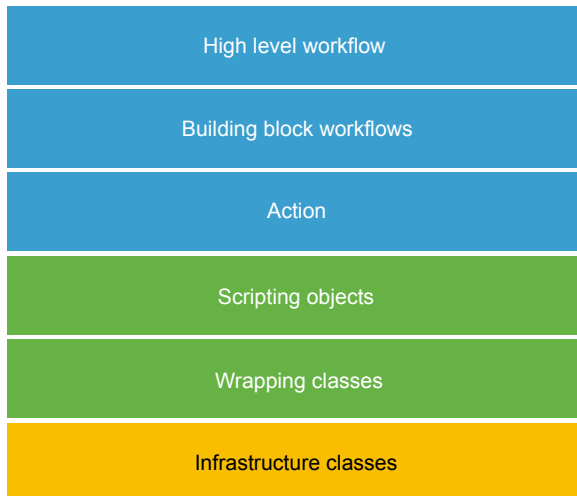 High level workflow
Building block workflows
Action
Scripting objects
Wrapping classes
Infrastructure classes